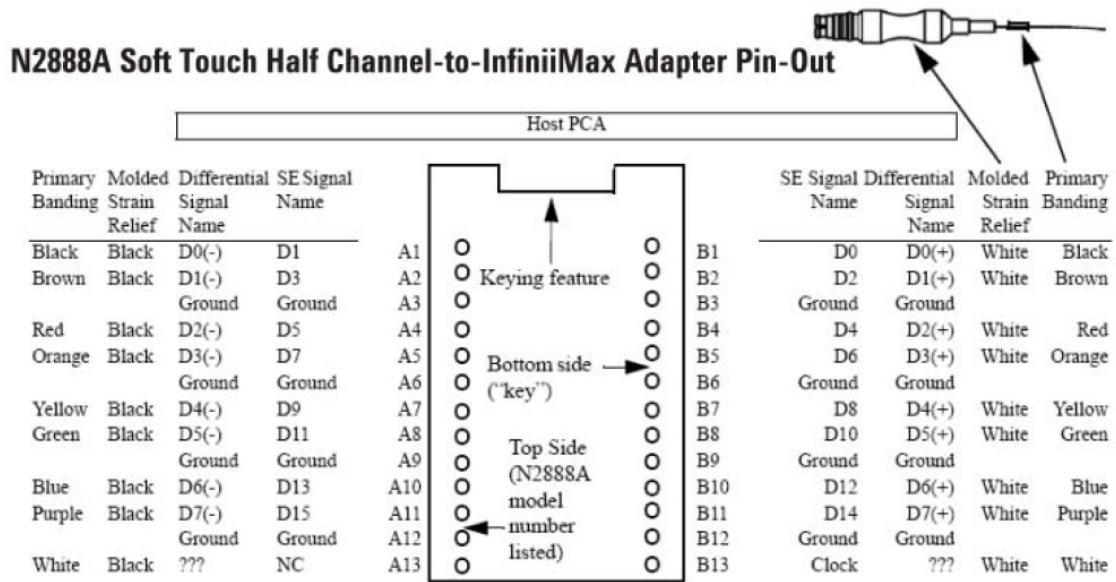 N2888A Soft Touch Half Channel-to-InfiniiMax Adapter Pin-Out
Host PCA
Primary Molded Differential SE Signal SE Signal Differential Molded Primary
Banding Strain Signal Name Name Signal Strain Banding
Relief Name Name Relief
Black Black D0(-) D1 A1 B1 D0 D0(+) White Black
Brown Black D1(-) D3 A2 Keying feature B2 D2 D1(+) White Brown
Ground Ground A3 B3 Ground Ground
Red Black D2(-) D5 A4 B4 D4 D2(+) White Red
Orange Black D3(-) D7 A5 Bottom side B5 D6 D3(+) White Orange
Ground Ground A6 ("key") B6 Ground Ground
Yellow Black D4(-) D9 A7 B7 D8 D4(+) White Yellow
Green Black D5(-) D11 A8 Top Side B8 D10 D5(+) White Green
Ground Ground A9 (N2888A B9 Ground Ground
Blue Black D6(-) D13 A10 model B10 D12 D6(+) White Blue
Purple Black D7(-) D15 A11 number B11 D14 D7(+) White Purple
Ground Ground A12 listed) B12 Ground Ground
White Black ??? NC A13 B13 Clock ??? White White